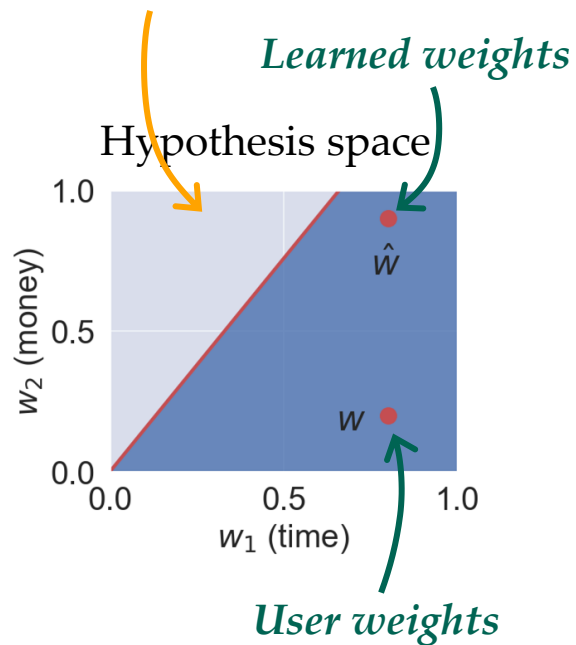 Learned weights
Hypothesis space
1.0
0.5
0.0
w₂ (money)
ŵ
w
0.0 0.5 1.0
w₁ (time)
User weights